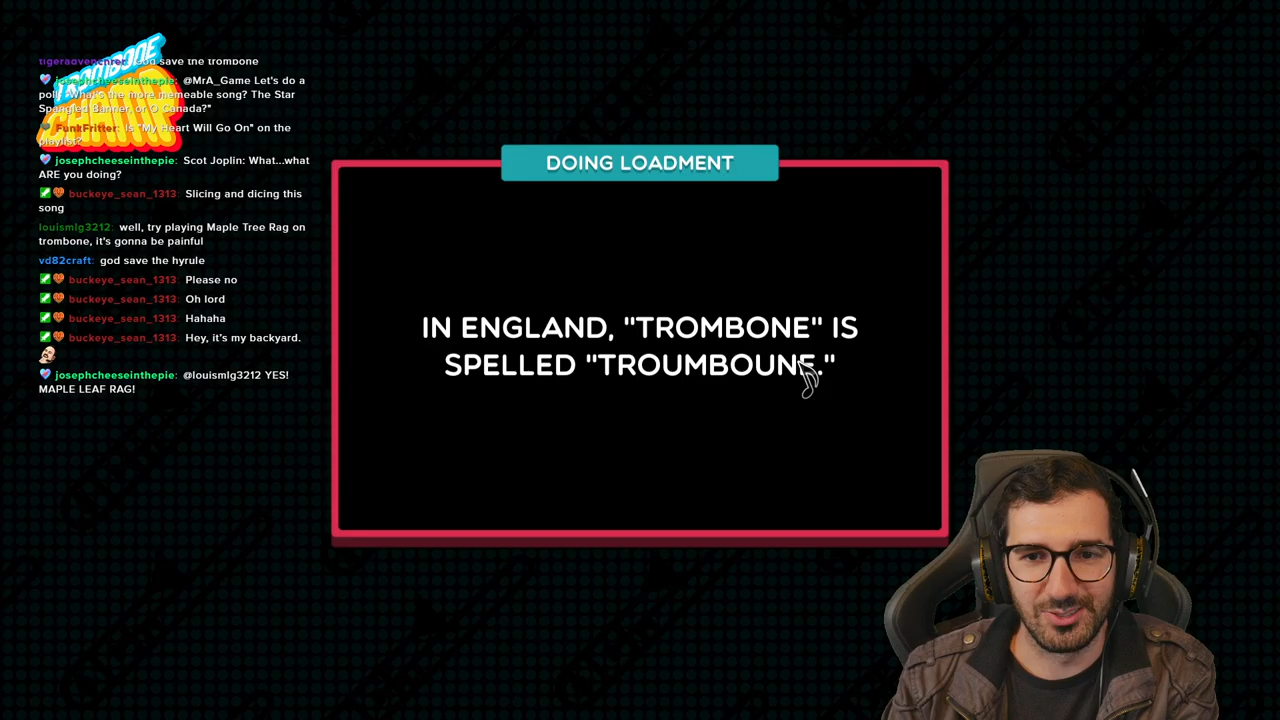 tigeradventurer: God save the trombone
TROMBONE
CHAMP
josephcheeseinthepie: @MrA_Game Let's do a
poll "What's the more memeable song? The Star
Spangled Banner, or O Canada?"
FunkFritter: Is "My Heart Will Go On" on the
playlist?
josephcheeseinthepie: Scot Joplin: What...what
ARE you doing?
buckeye_sean_1313: Slicing and dicing this
song
louismlg3212: well, try playing Maple Tree Rag on
trombone, it's gonna be painful
vd82craft: god save the hyrule
buckeye_sean_1313: Please no
buckeye_sean_1313: Oh lord
buckeye_sean_1313: Hahaha
buckeye_sean_1313: Hey, it's my backyard.
josephcheeseinthepie: @louismlg3212 YES!
MAPLE LEAF RAG!
DOING LOADMENT
IN ENGLAND, "TROMBONE" IS
SPELLED "TROUMBOUNE."